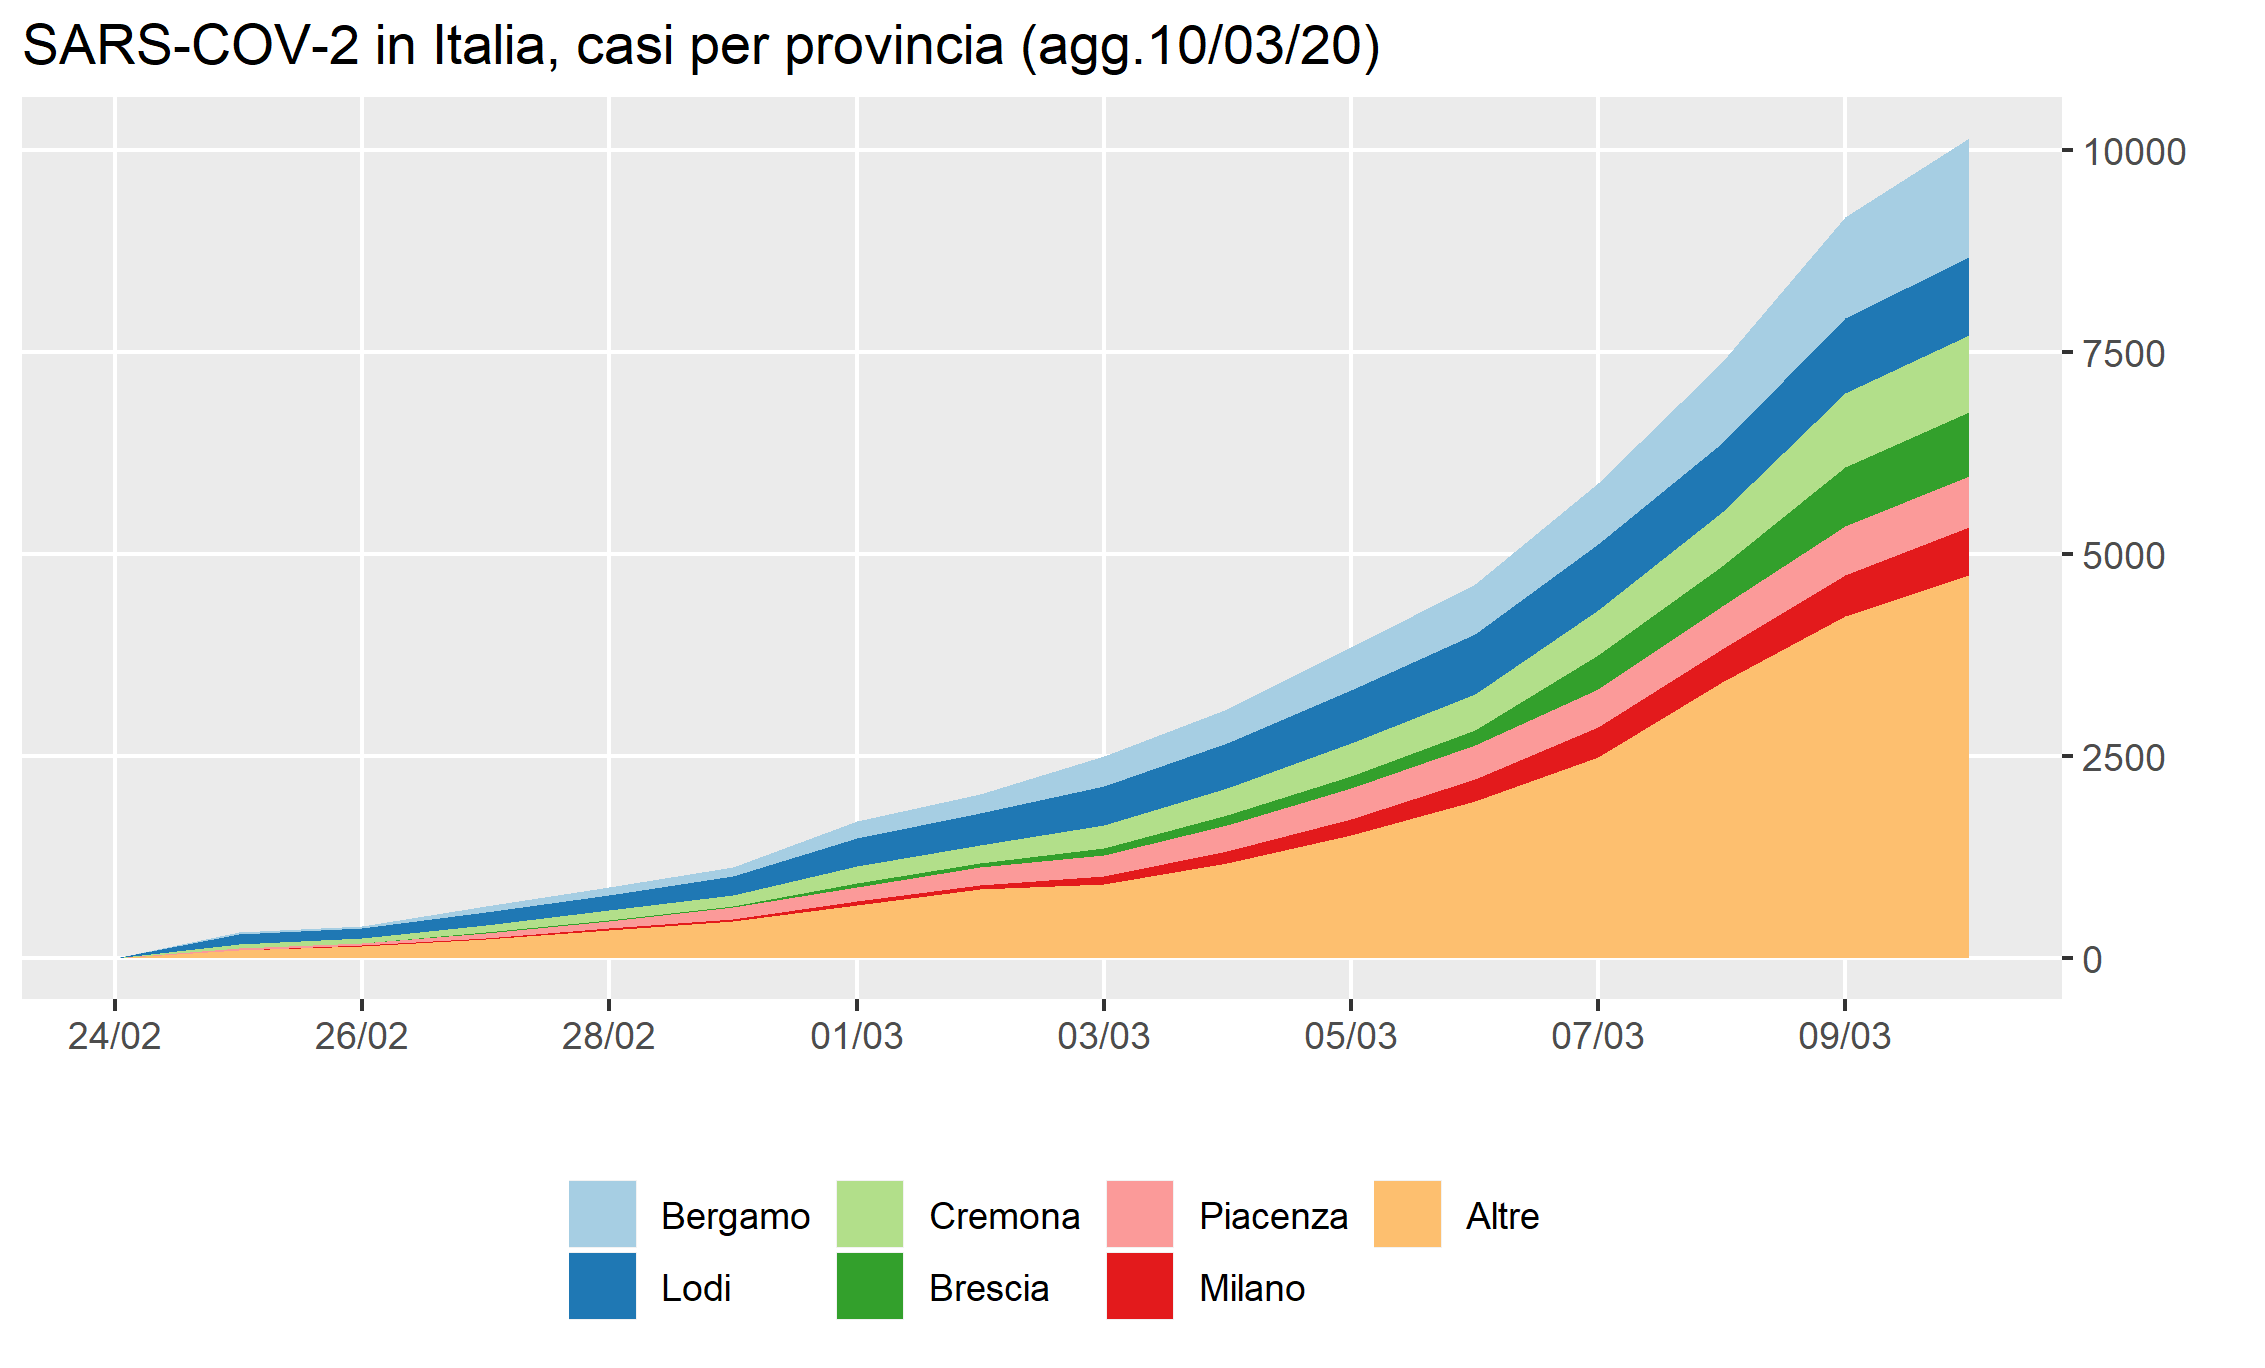 SARS-COV-2 in Italia, casi per provincia (agg.10/03/20)
10000
7500
5000
2500
0
24/02 26/02 28/02 01/03 03/03 05/03 07/03 09/03
Bergamo Cremona Piacenza Altre
Lodi Brescia Milano